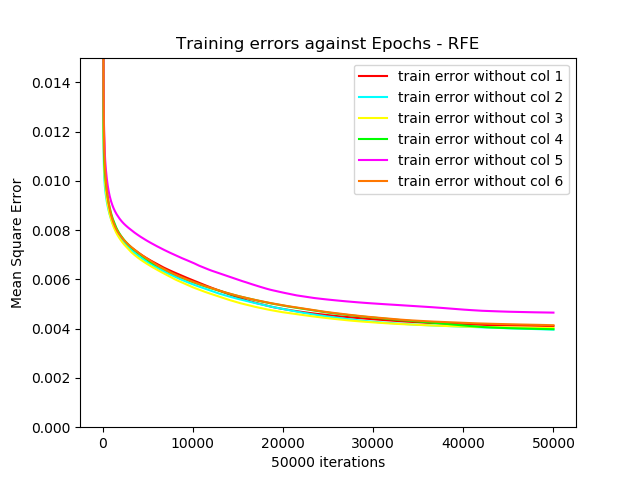 Training errors against Epochs - RFE
train error without col 1
train error without col 2
train error without col 3
train error without col 4
train error without col 5
train error without col 6
Mean Square Error
0.014
0.012
0.010
0.008
0.006
0.004
0.002
0.000
0 10000 20000 30000 40000 50000
50000 iterations